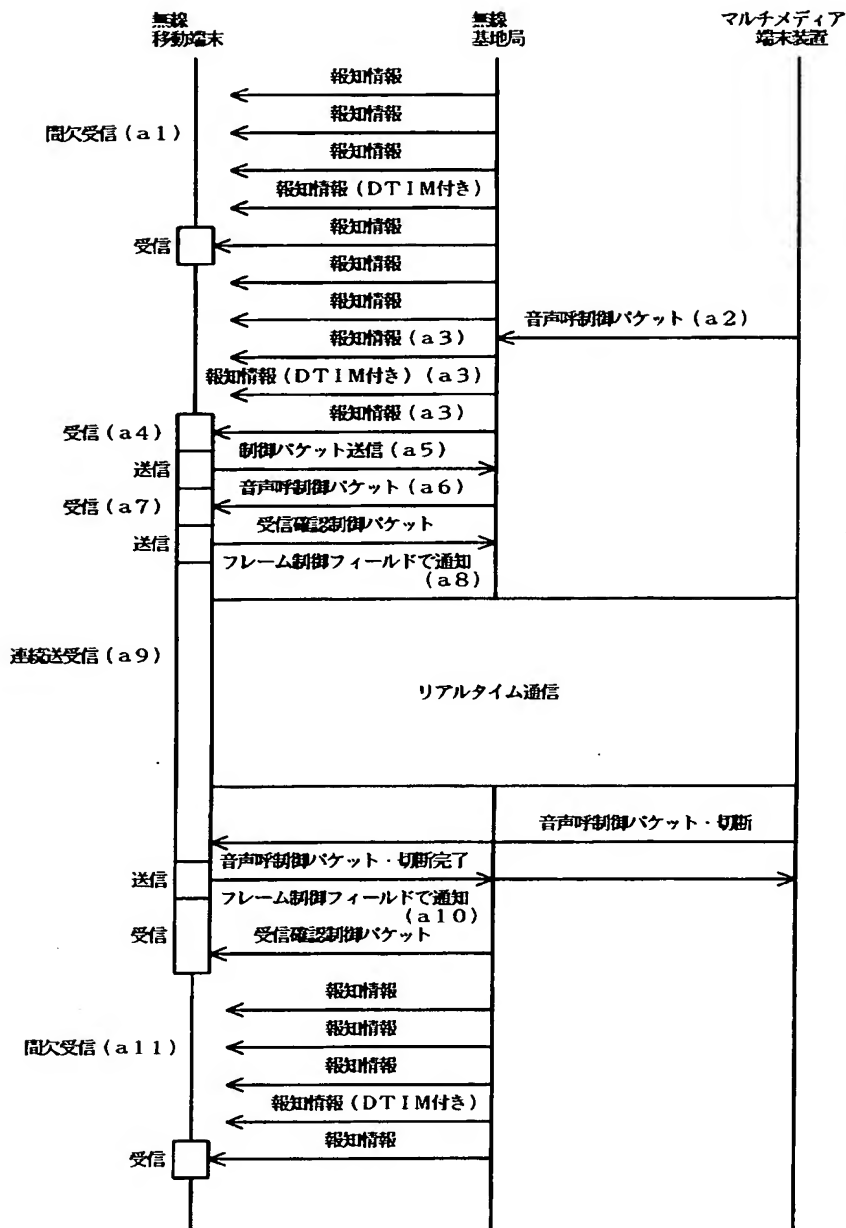 無線
移動端末
無線
基地局
マルチメディア
端末装置
報知情報
報知情報
間欠受信（ａ１）
報知情報
報知情報（ＤＴＩＭ付き）
報知情報
受信
報知情報
報知情報
音声呼制御パケット（ａ２）
報知情報（ａ３）
報知情報（ＤＴＩＭ付き）（ａ３）
報知情報（ａ３）
受信（ａ４）
制御パケット送信（ａ５）
送信
音声呼制御パケット（ａ６）
受信（ａ７）
受信確認制御パケット
送信
フレーム制御フィールドで通知
（ａ８）
連続送受信（ａ９）
リアルタイム通信
音声呼制御パケット・切断
音声呼制御パケット・切断完了
送信
フレーム制御フィールドで通知
（ａ１０）
受信
受信確認制御パケット
報知情報
報知情報
間欠受信（ａ１１）
報知情報
報知情報（ＤＴＩＭ付き）
報知情報
受信